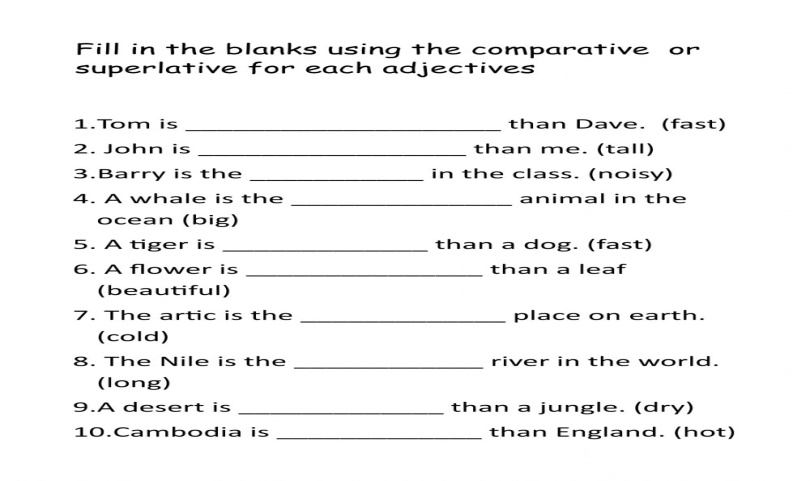 Fill in the blanks using the comparative or
superlative for each adjectives
1.Tom is ___________________________ than Dave. (fast)
2. John is _______________________ than me. (tall)
3.Barry is the _______________ in the class. (noisy)
4. A whale is the ___________________ animal in the
ocean (big)
5. A tiger is __________________ than a dog. (fast)
6. A flower is ____________________ than a leaf
(beautiful)
7. The artic is the __________________ place on earth.
(cold)
8. The Nile is the ________________ river in the world.
(long)
9.A desert is __________________ than a jungle. (dry)
10.Cambodia is __________________ than England. (hot)